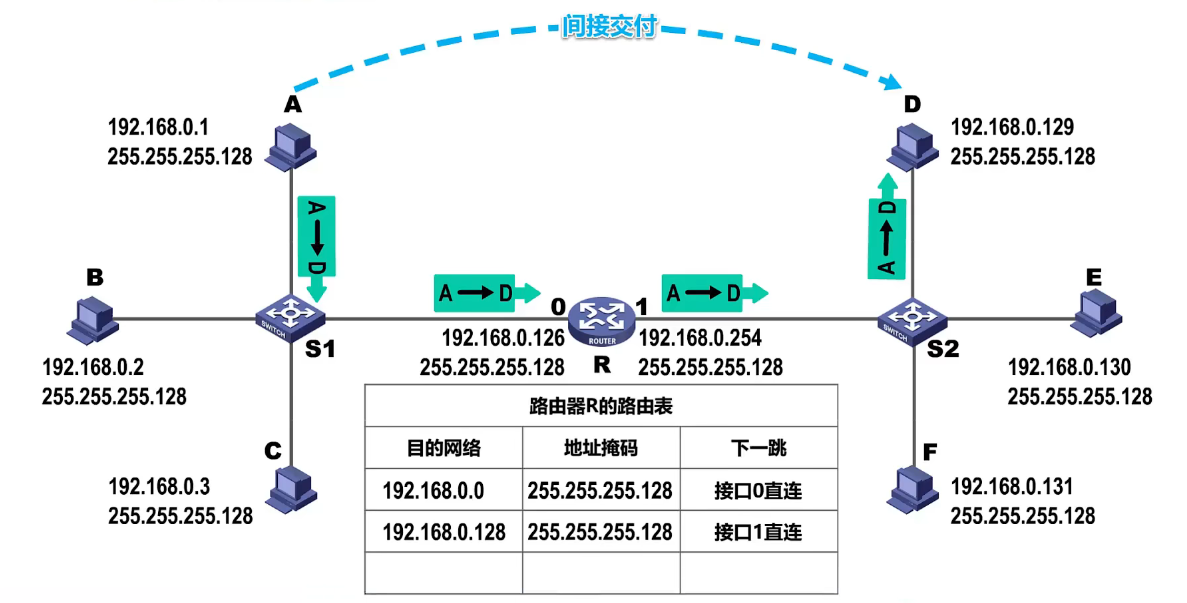 间接交付
A
192.168.0.1
255.255.255.128
D
192.168.0.129
255.255.255.128
A→D
A→D
B
192.168.0.2
255.255.255.128
SWITCH
S1
A→D
0
192.168.0.126
255.255.255.128
ROUTER
R
A→D
1
192.168.0.254
255.255.255.128
SWITCH
S2
E
192.168.0.130
255.255.255.128
C
192.168.0.3
255.255.255.128
F
192.168.0.131
255.255.255.128
路由器R的路由表
目的网络 地址掩码 下一跳
192.168.0.0 255.255.255.128 接口0直连
192.168.0.128 255.255.255.128 接口1直连